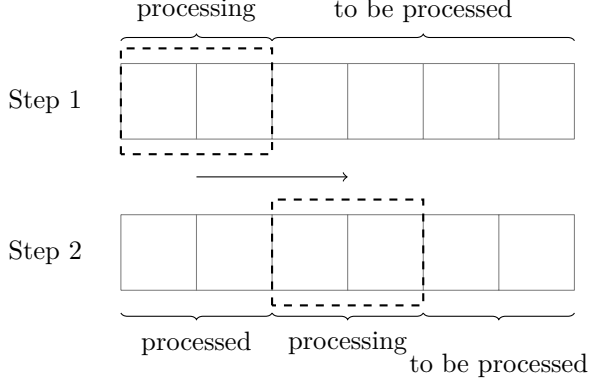 processing to be processed
Step 1
Step 2
processed processing
to be processed